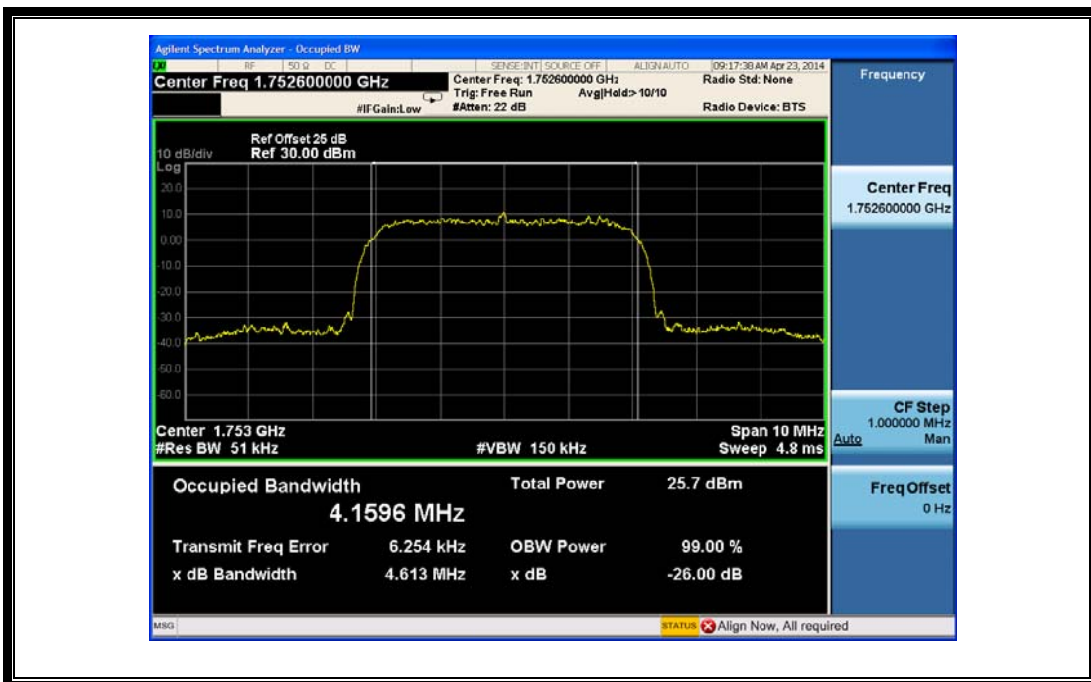 Agilent Spectrum Analyzer - Occupied BW
RF 50 Ω DC SENSE:INT SOURCE OFF ALIGN AUTO 09:17:38 AM Apr 23, 2014
Center Freq 1.752600000 GHz
Center Freq: 1.752600000 GHz
Radio Std: None
Trig: Free Run Avg|Hold:> 10/10
#IFGain:Low
#Atten: 22 dB
Radio Device: BTS
Ref Offset 25 dB
10 dB/div Ref 30.00 dBm
Log
20.0
10.0
0.00
-10.0
-20.0
-30.0
-40.0
-50.0
-60.0
Center 1.753 GHz Span 10 MHz
#Res BW 51 kHz #VBW 150 kHz Sweep 4.8 ms
Occupied Bandwidth
4.1596 MHz
Total Power 25.7 dBm
Transmit Freq Error 6.254 kHz OBW Power 99.00 %
x dB Bandwidth 4.613 MHz x dB -26.00 dB
MSG
STATUS Align Now, All required
Frequency
Center Freq
1.752600000 GHz
CF Step
1.000000 MHz
Auto Man
Freq Offset
0 Hz